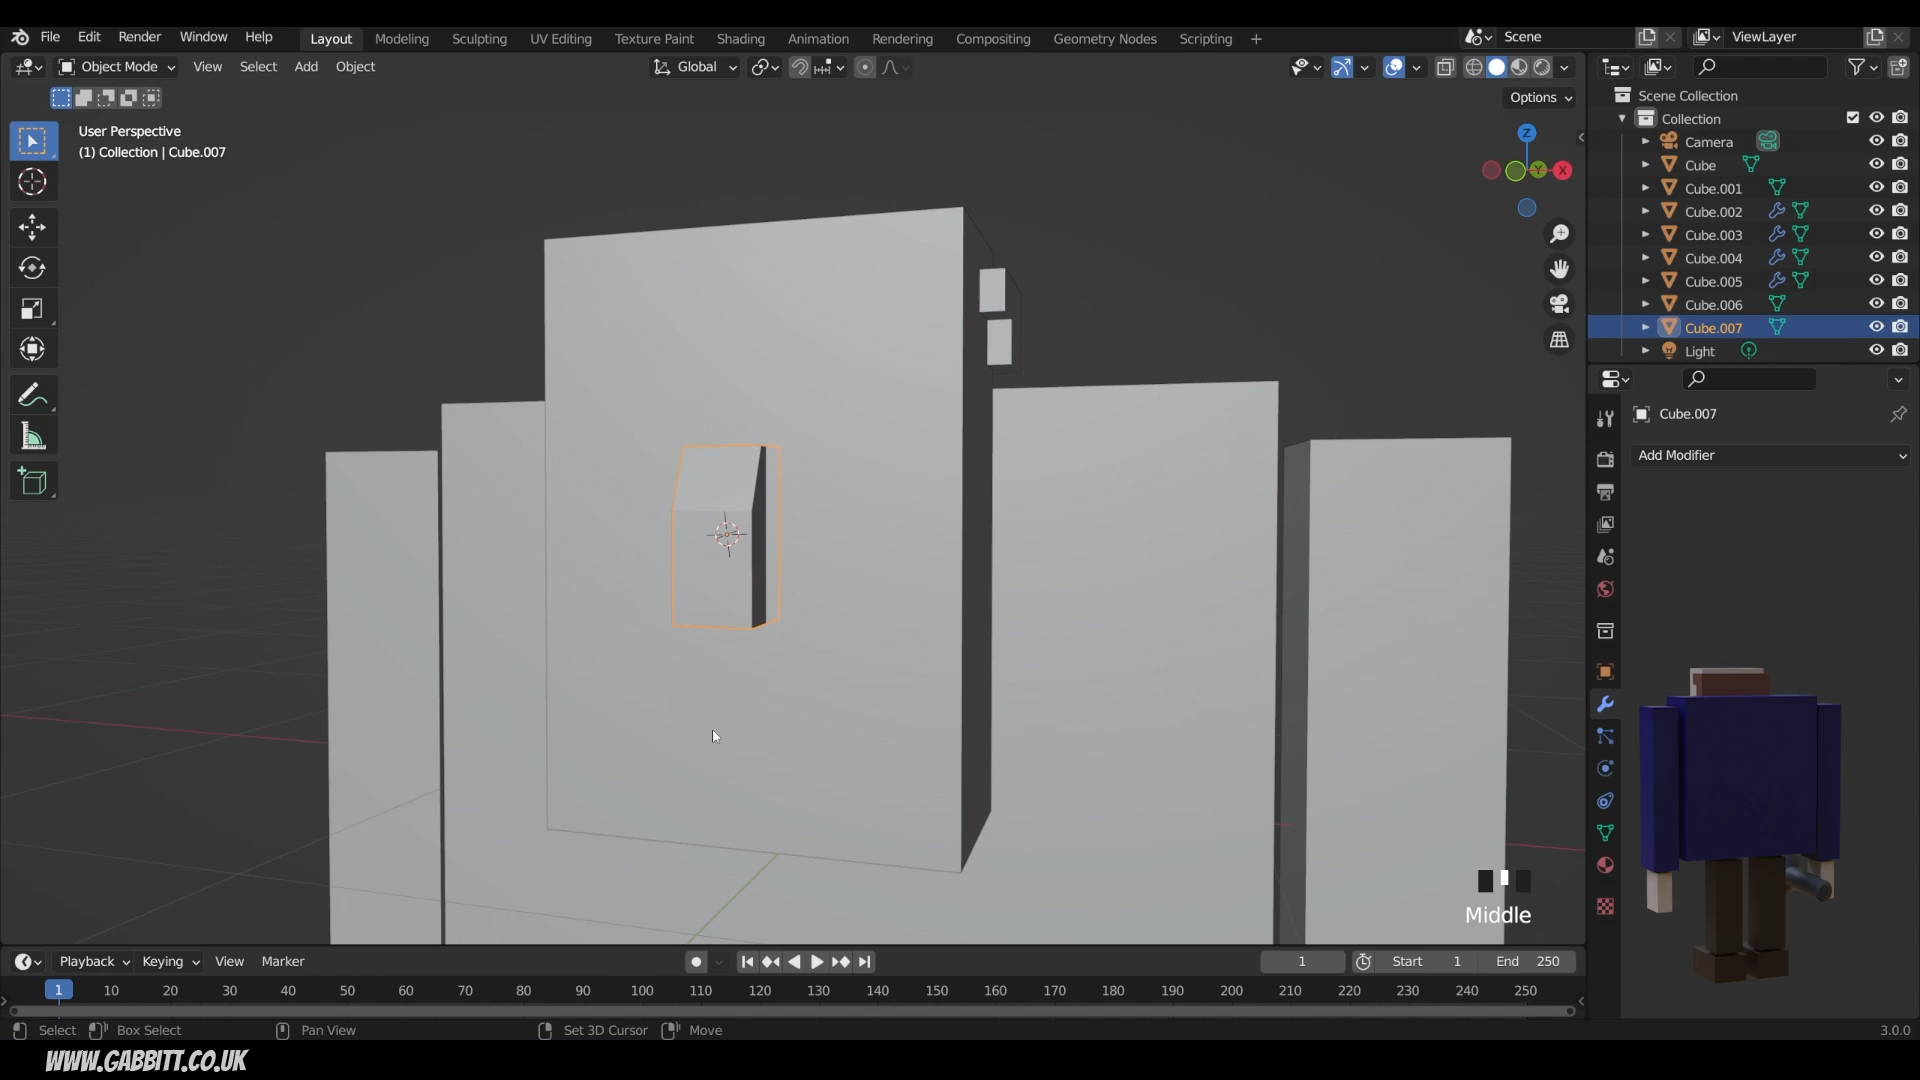 File Edit Render Window Help Layout Modeling Sculpting UV Editing Texture Paint Shading Animation Rendering Compositing Geometry Nodes Scripting + Scene ViewLayer
Object Mode View Select Add Object Global
Options
User Perspective
(1) Collection | Cube.007
Z
Y X
Scene Collection
Collection
Camera
Cube
Cube.001
Cube.002
Cube.003
Cube.004
Cube.005
Cube.006
Cube.007
Light
Cube.007
Add Modifier
Middle
Playback Keying View Marker 1 Start 1 End 250
1 10 20 30 40 50 60 70 80 90 100 110 120 130 140 150 160 170 180 190 200 210 220 230 240 250
Select Box Select Pan View Set 3D Cursor Move 3.0.0
WWW.GABBITT.CO.UK